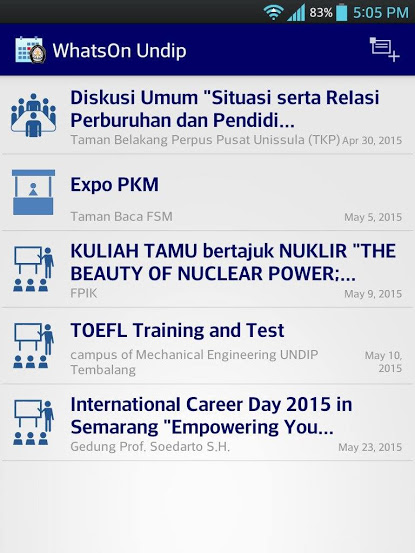 83% 5:05 PM
WhatsOn Undip
Diskusi Umum "Situasi serta Relasi
Perburuhan dan Pendidi...
Taman Belakang Perpus Pusat Unissula (TKP) Apr 30, 2015
Expo PKM
Taman Baca FSM May 5, 2015
KULIAH TAMU bertajuk NUKLIR "THE
BEAUTY OF NUCLEAR POWER;...
FPIK May 9, 2015
TOEFL Training and Test
campus of Mechanical Engineering UNDIP May 10,
Tembalang 2015
International Career Day 2015 in
Semarang "Empowering You...
Gedung Prof. Soedarto S.H. May 23, 2015